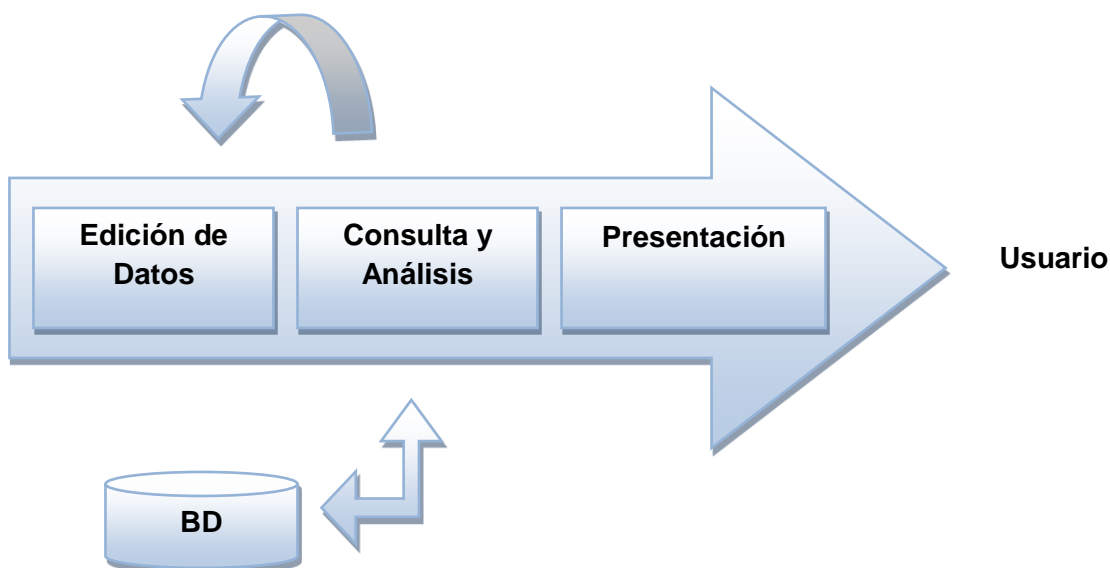 Edición de
Datos
Consulta y
Análisis
Presentación
Usuario
BD